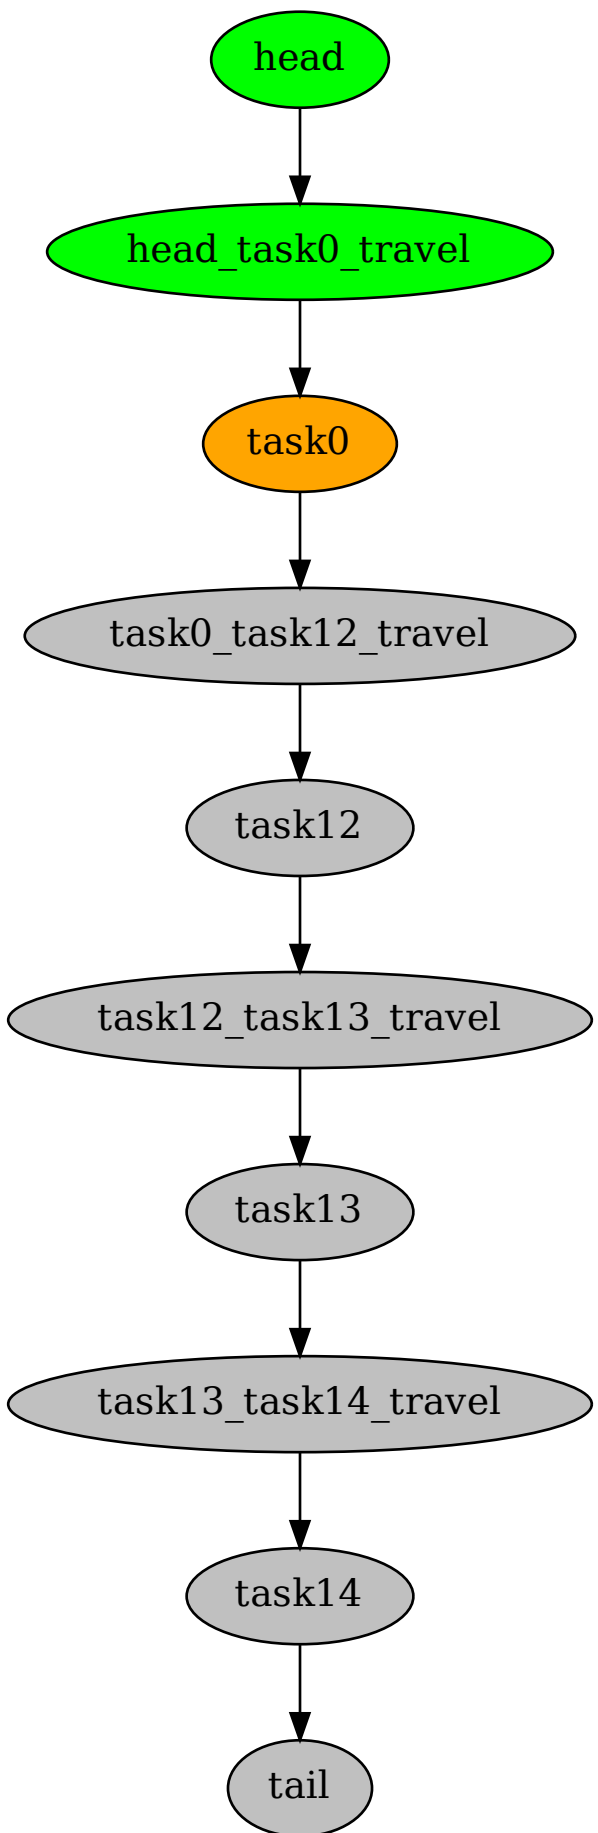 head
head_task0_travel
task0
task0_task12_travel
task12
task12_task13_travel
task13
task13_task14_travel
task14
tail